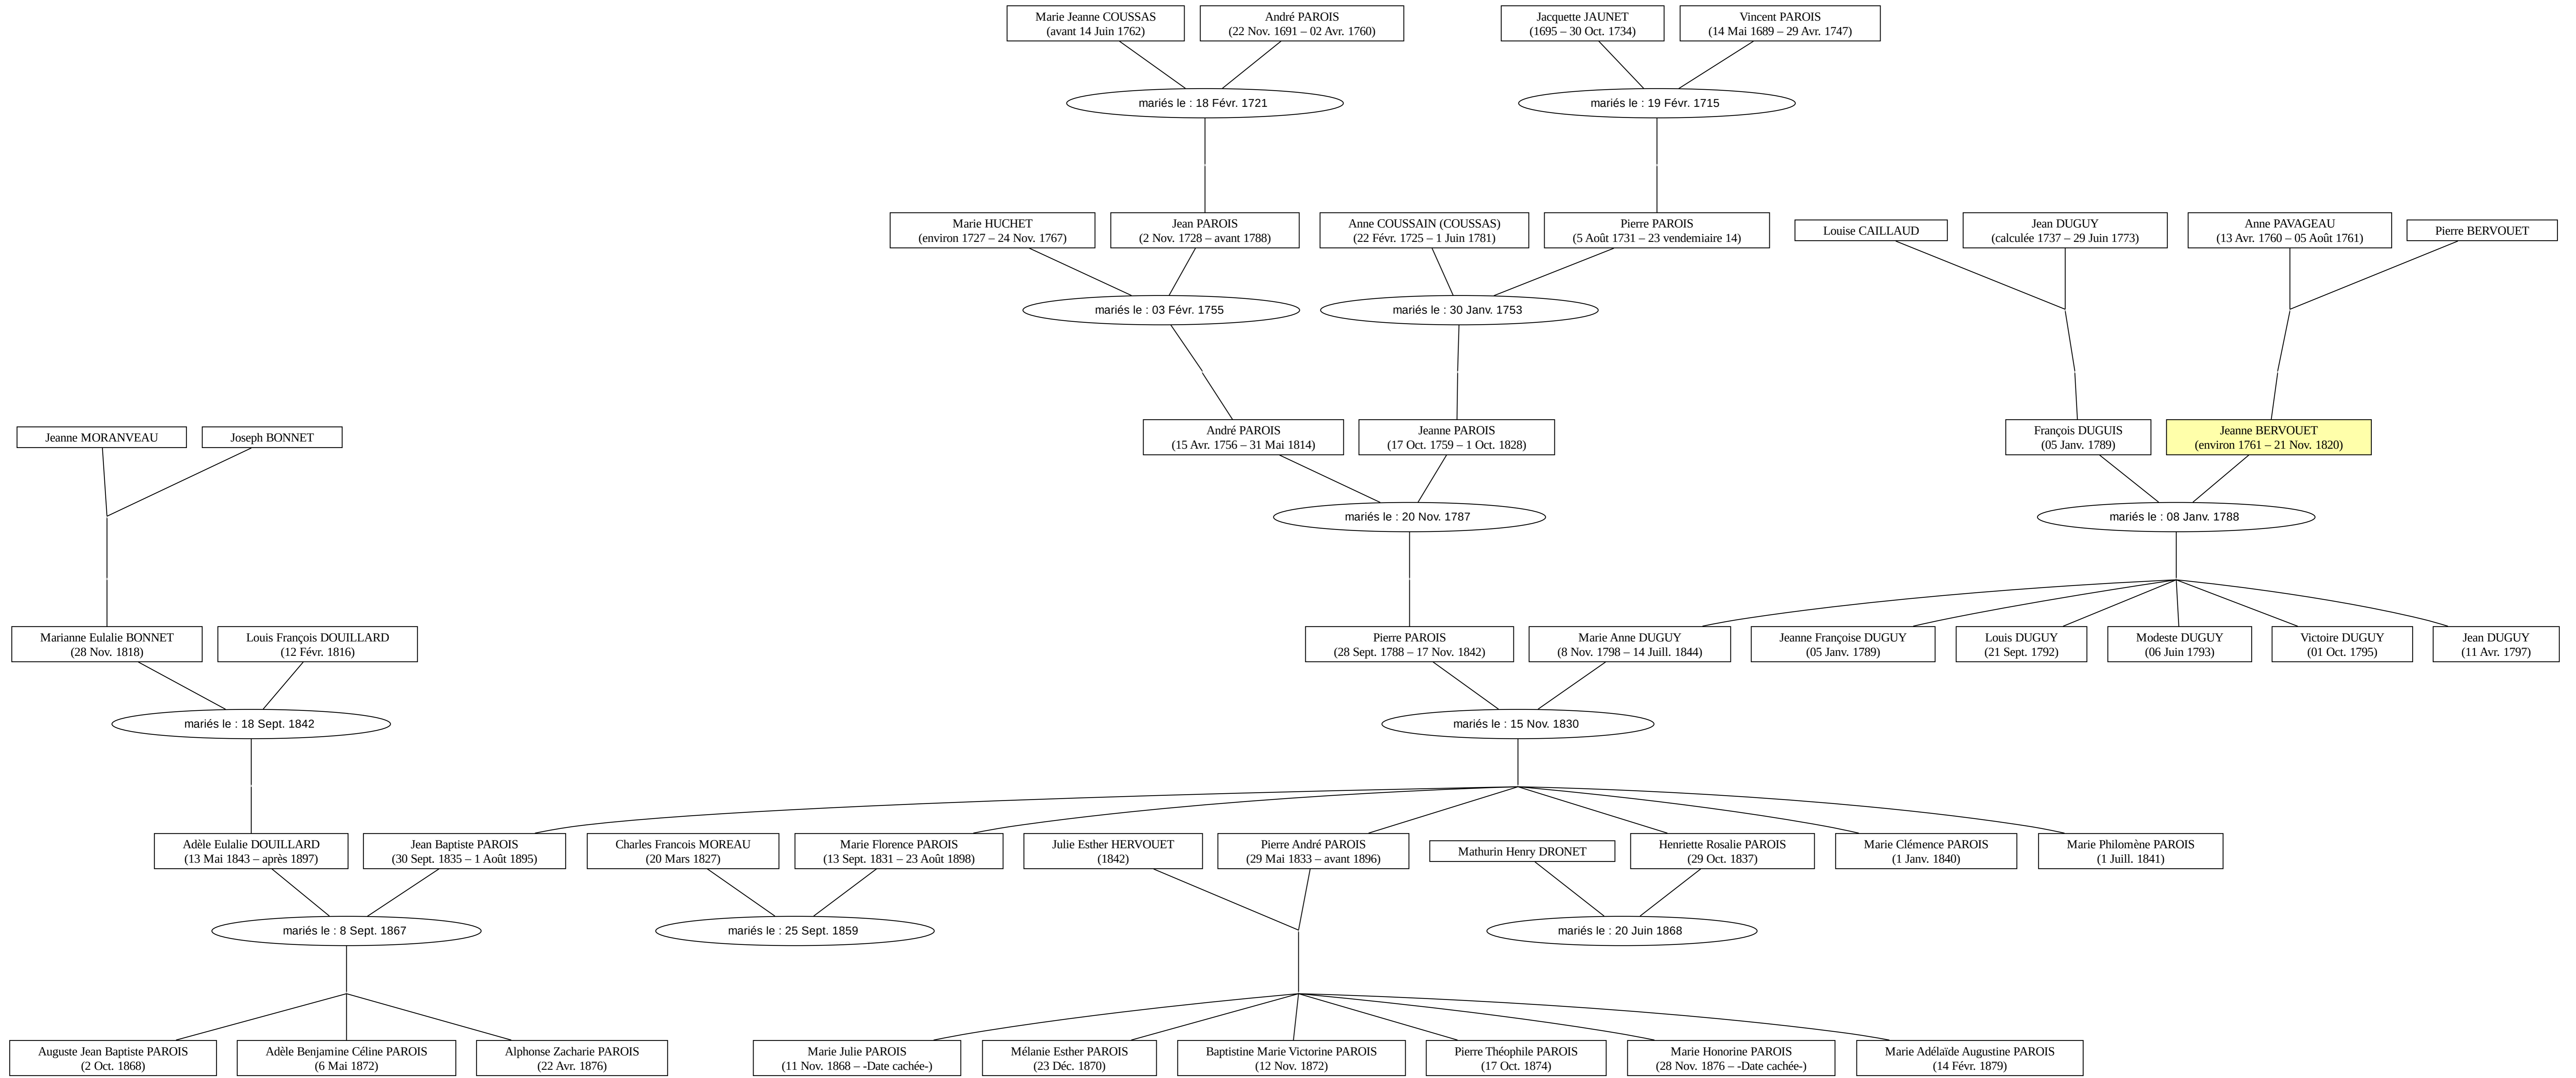 Marie Jeanne COUSSAS
(avant 14 Juin 1762)
André PAROIS
(22 Nov. 1691 – 02 Avr. 1760)
Jacquette JAUNET
(1695 – 30 Oct. 1734)
Vincent PAROIS
(14 Mai 1689 – 29 Avr. 1747)
mariés le : 18 Févr. 1721
mariés le : 19 Févr. 1715
Marie HUCHET
(environ 1727 – 24 Nov. 1767)
Jean PAROIS
(2 Nov. 1728 – avant 1788)
Anne COUSSAIN (COUSSAS)
(22 Févr. 1725 – 1 Juin 1781)
Pierre PAROIS
(5 Août 1731 – 23 vendemiaire 14)
Louise CAILLAUD
Jean DUGUY
(calculée 1737 – 29 Juin 1773)
Anne PAVAGEAU
(13 Avr. 1760 – 05 Août 1761)
Pierre BERVOUET
mariés le : 03 Févr. 1755
mariés le : 30 Janv. 1753
Jeanne MORANVEAU
Joseph BONNET
André PAROIS
(15 Avr. 1756 – 31 Mai 1814)
Jeanne PAROIS
(17 Oct. 1759 – 1 Oct. 1828)
François DUGUIS
(05 Janv. 1789)
Jeanne BERVOUET
(environ 1761 – 21 Nov. 1820)
mariés le : 20 Nov. 1787
mariés le : 08 Janv. 1788
Marianne Eulalie BONNET
(28 Nov. 1818)
Louis François DOUILLARD
(12 Févr. 1816)
Pierre PAROIS
(28 Sept. 1788 – 17 Nov. 1842)
Marie Anne DUGUY
(8 Nov. 1798 – 14 Juill. 1844)
Jeanne Françoise DUGUY
(05 Janv. 1789)
Louis DUGUY
(21 Sept. 1792)
Modeste DUGUY
(06 Juin 1793)
Victoire DUGUY
(01 Oct. 1795)
Jean DUGUY
(11 Avr. 1797)
mariés le : 18 Sept. 1842
mariés le : 15 Nov. 1830
Adèle Eulalie DOUILLARD
(13 Mai 1843 – après 1897)
Jean Baptiste PAROIS
(30 Sept. 1835 – 1 Août 1895)
Charles Francois MOREAU
(20 Mars 1827)
Marie Florence PAROIS
(13 Sept. 1831 – 23 Août 1898)
Julie Esther HERVOUET
(1842)
Pierre André PAROIS
(29 Mai 1833 – avant 1896)
Mathurin Henry DRONET
Henriette Rosalie PAROIS
(29 Oct. 1837)
Marie Clémence PAROIS
(1 Janv. 1840)
Marie Philomène PAROIS
(1 Juill. 1841)
mariés le : 8 Sept. 1867
mariés le : 25 Sept. 1859
mariés le : 20 Juin 1868
Auguste Jean Baptiste PAROIS
(2 Oct. 1868)
Adèle Benjamine Céline PAROIS
(6 Mai 1872)
Alphonse Zacharie PAROIS
(22 Avr. 1876)
Marie Julie PAROIS
(11 Nov. 1868 – -Date cachée-)
Mélanie Esther PAROIS
(23 Déc. 1870)
Baptistine Marie Victorine PAROIS
(12 Nov. 1872)
Pierre Théophile PAROIS
(17 Oct. 1874)
Marie Honorine PAROIS
(28 Nov. 1876 – -Date cachée-)
Marie Adélaïde Augustine PAROIS
(14 Févr. 1879)